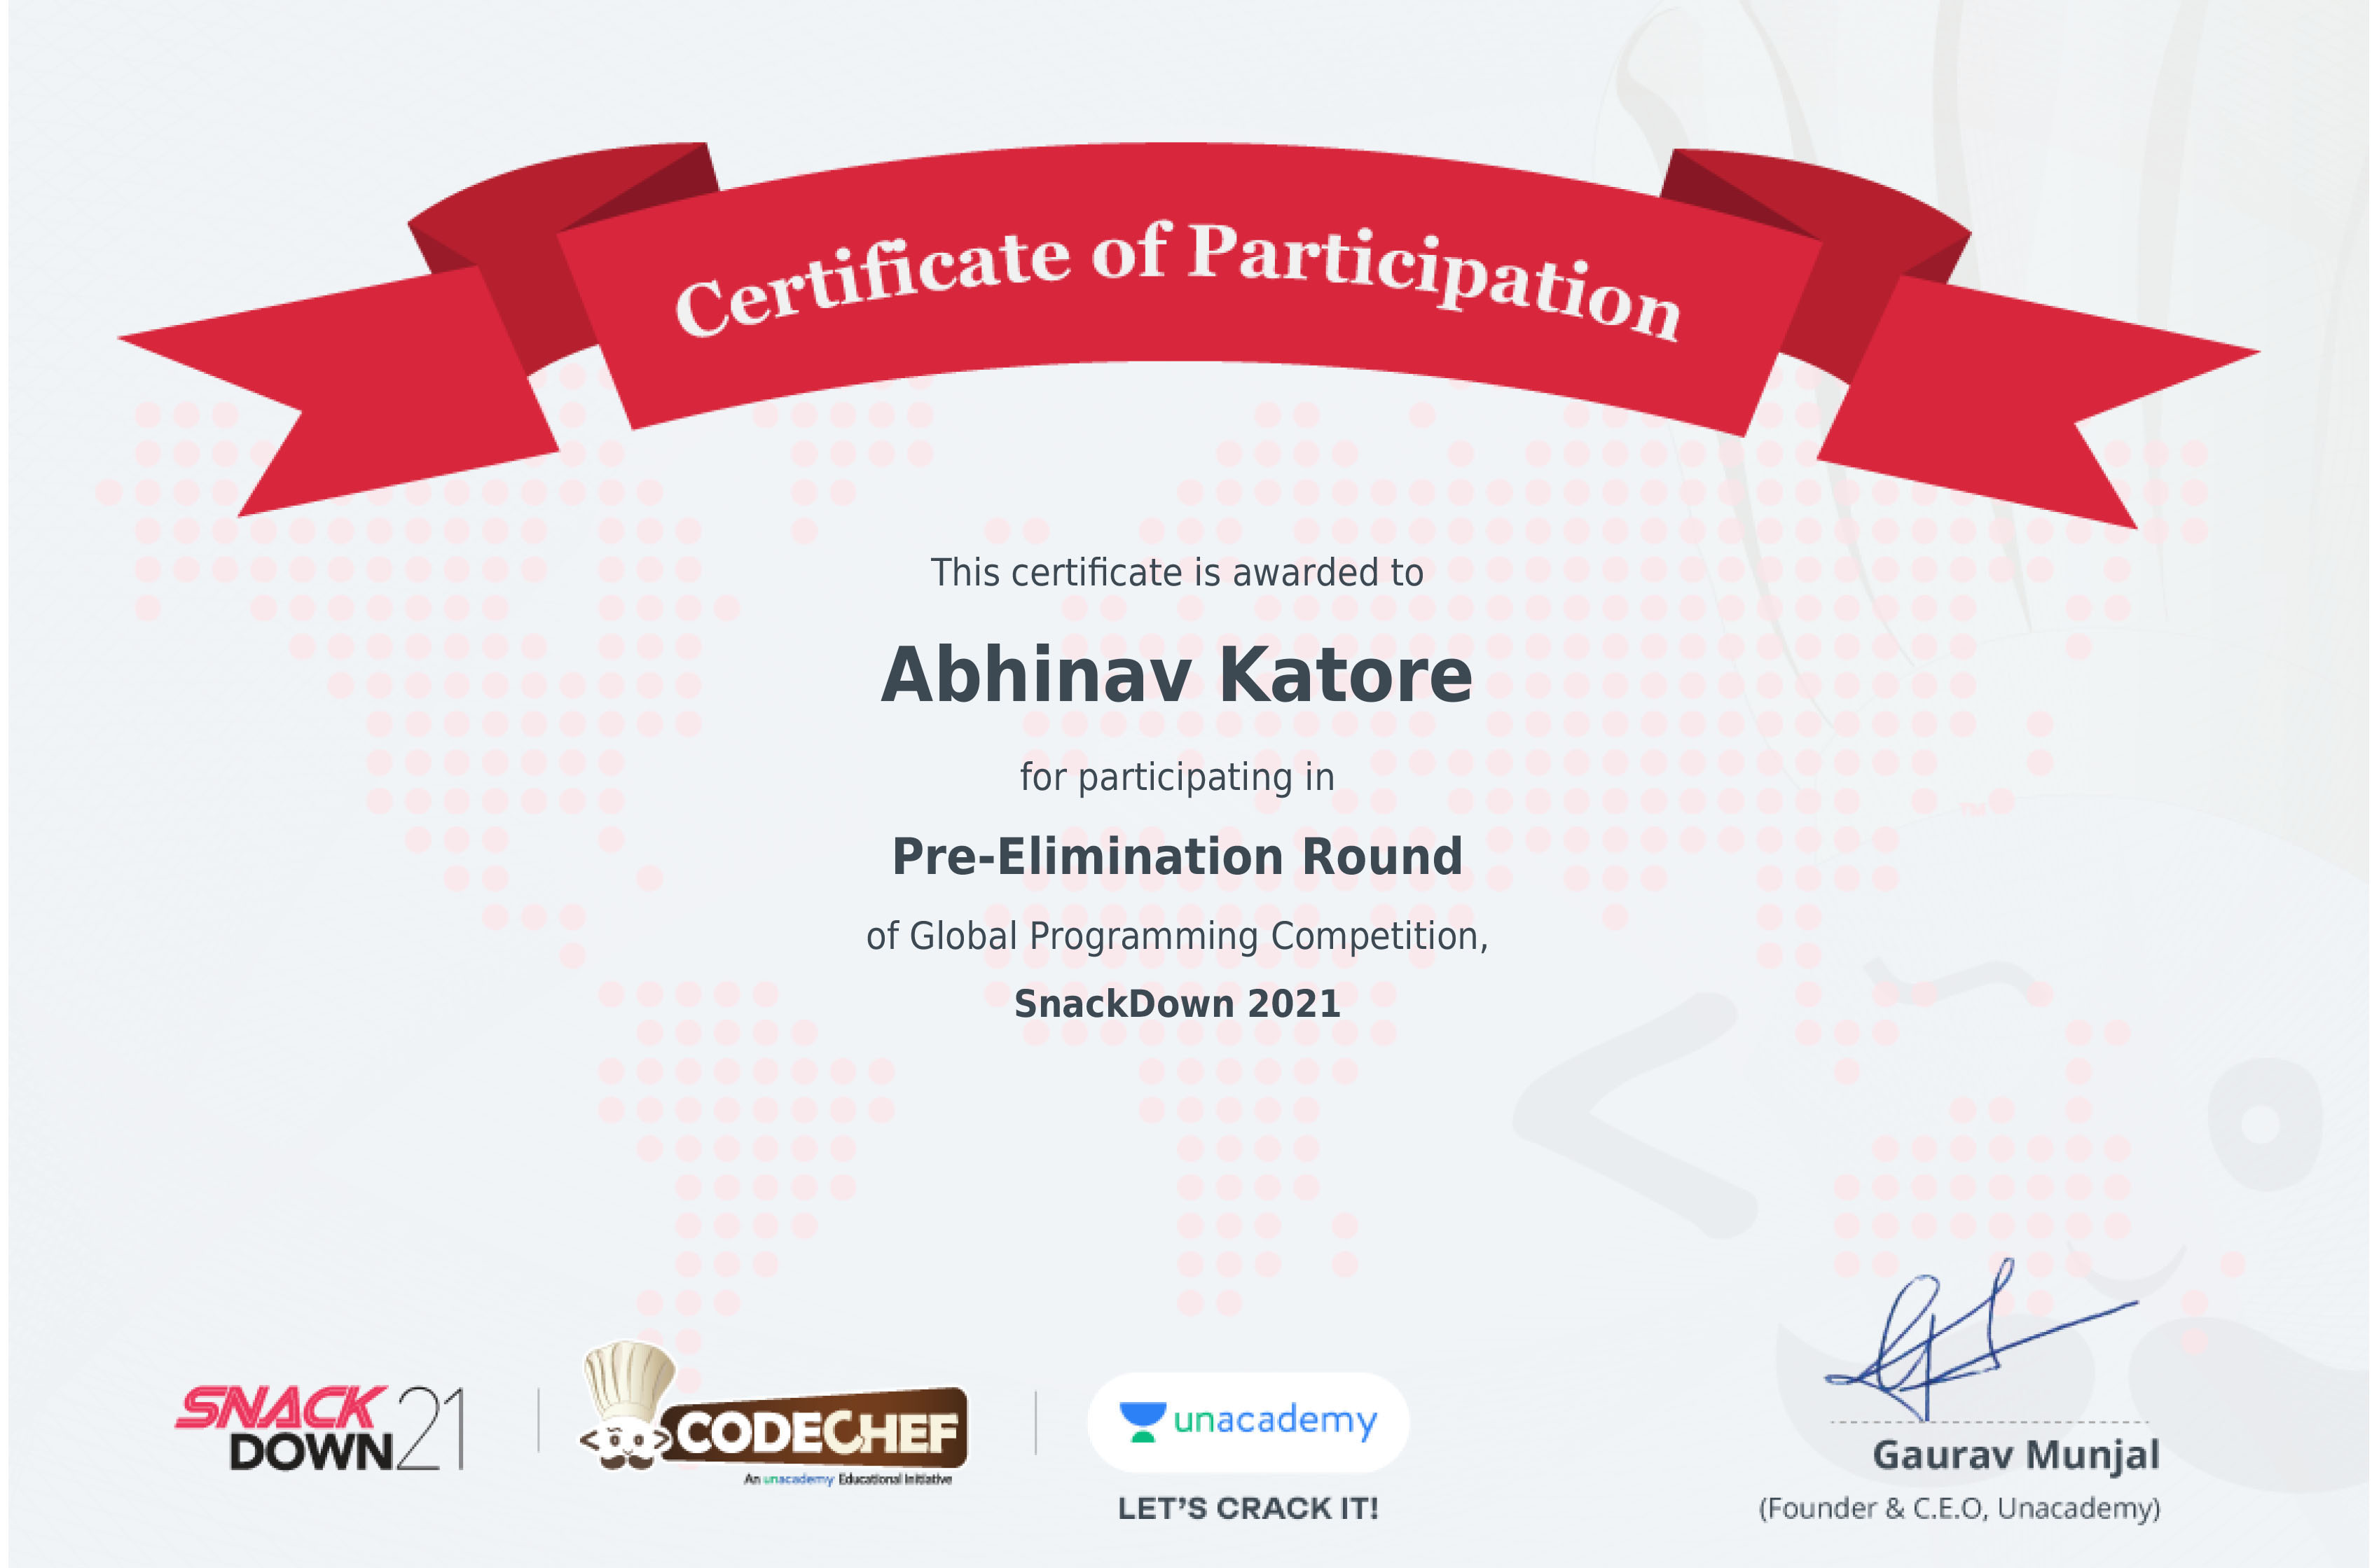 Certificate of Participation
This certificate is awarded to
Abhinav Katore
for participating in
Pre-Elimination Round
of Global Programming Competition,
SnackDown 2021
SNACK
DOWN 21
CODECHEF
An unacademy Educational Initiative
unacademy
LET'S CRACK IT!
Gaurav Munjal
(Founder & C.E.O, Unacademy)